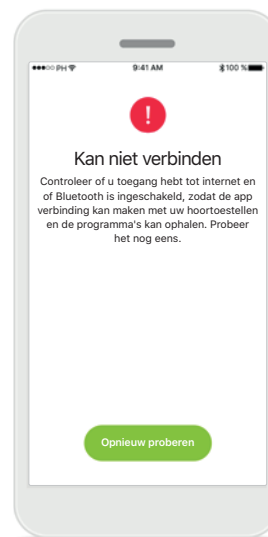 PH
9:41 AM
100 %
!
Kan niet verbinden
Controleer of u toegang hebt tot internet en
of Bluetooth is ingeschakeld, zodat de app
verbinding kan maken met uw hoortoestellen
en de programma's kan ophalen. Probeer
het nog eens.
Opnieuw proberen